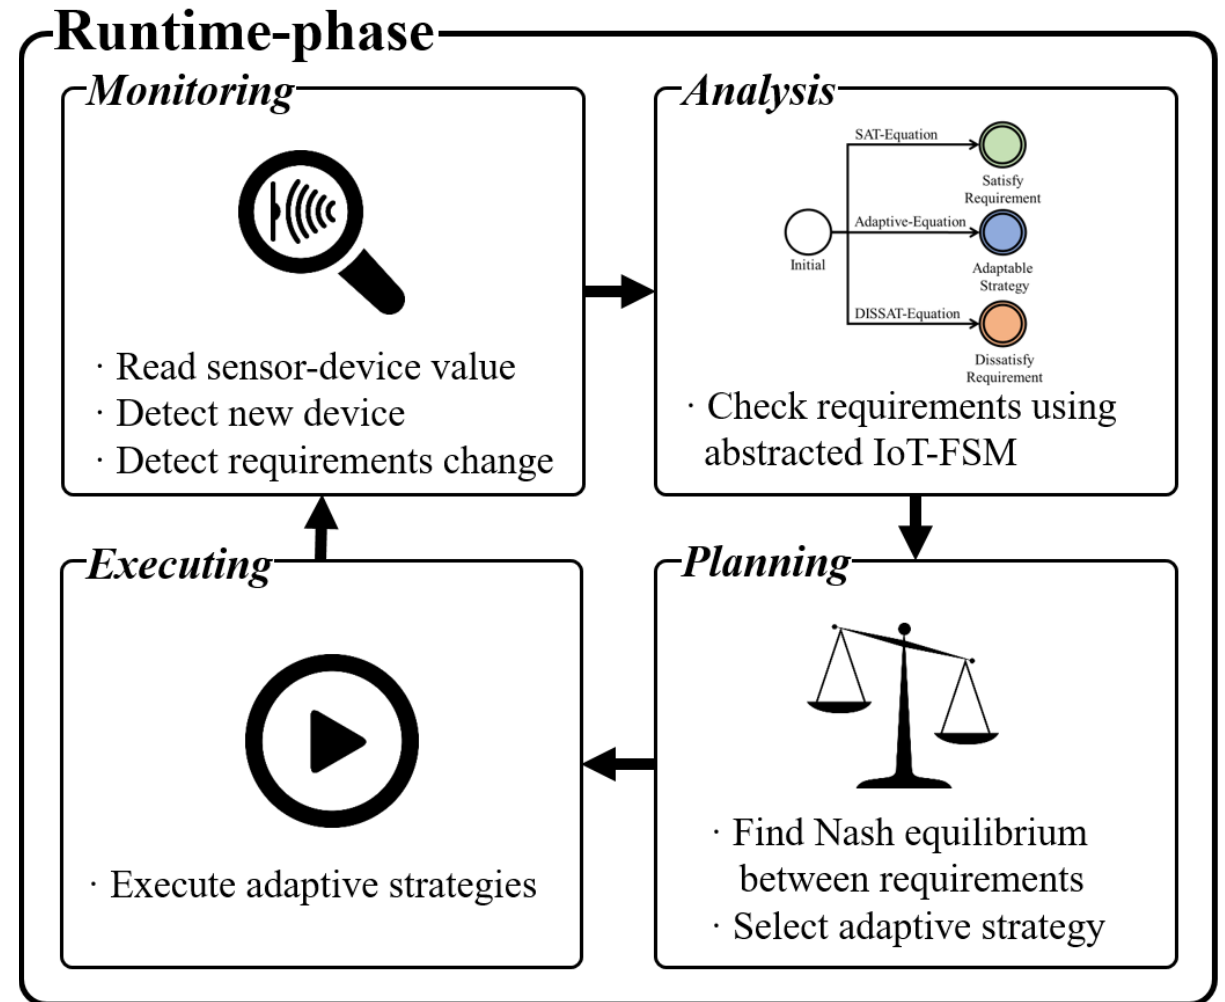 Runtime-phase
Monitoring
· Read sensor-device value
· Detect new device
· Detect requirements change
Analysis
SAT-Equation
Satisfy
Requirement
Adaptive-Equation
Initial
Adaptable
Strategy
DISSAT-Equation
Dissatisfy
Requirement
· Check requirements using
abstracted IoT-FSM
Executing
· Execute adaptive strategies
Planning
· Find Nash equilibrium
between requirements
· Select adaptive strategy